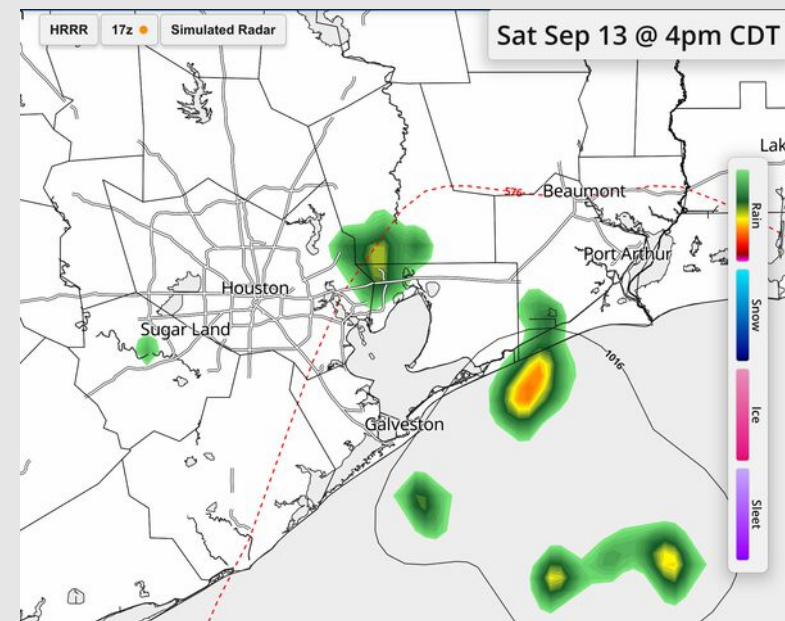 HRRR
17z
Simulated Radar
Sat Sep 13 @ 4pm CDT
Lak
576
Beaumont
Port Arthur
Houston
Sugar Land
1016
Galveston
Rain
Snow
Ice
Sleet